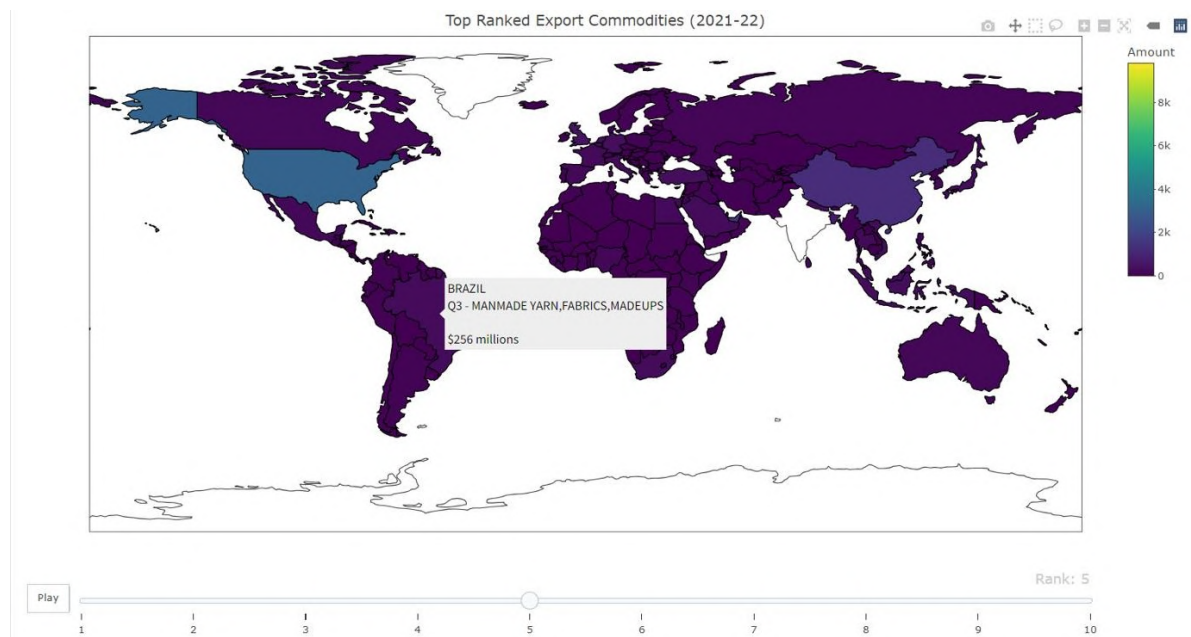 Top Ranked Export Commodities (2021-22)
Amount
8k
6k
4k
2k
0
BRAZIL
Q3 - MANMADE YARN,FABRICS,MADEUPS
$256 millions
Rank: 5
Play
1 2 3 4 5 6 7 8 9 10